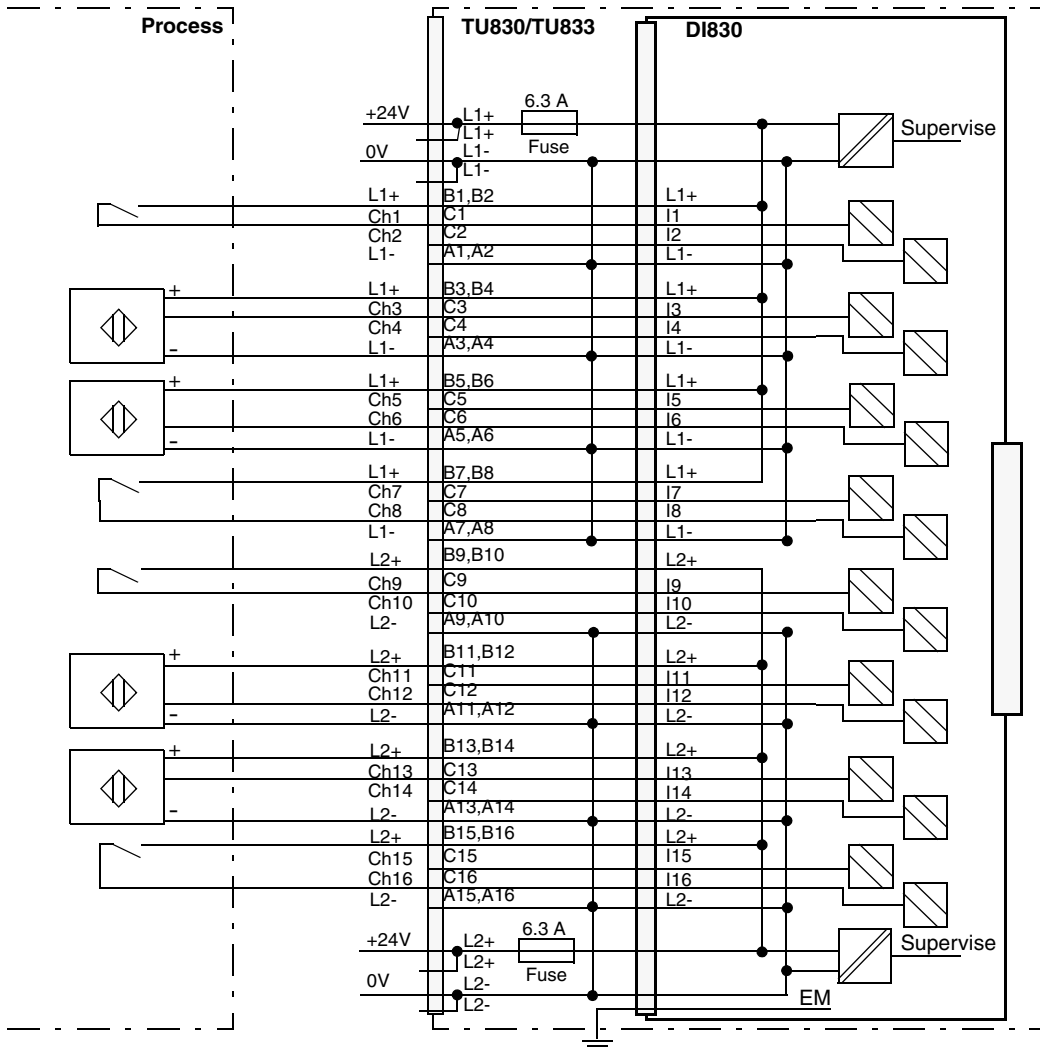 Process TU830/TU833 DI830
6.3 A
+24V L1+ Supervise
L1+ Fuse
0V L1-
L1-
L1+ B1,B2 L1+
Ch1 C1 I1
Ch2 C2 I2
L1- A1,A2 L1-
+ L1+ B3,B4 L1+
Ch3 C3 I3
Ch4 C4 I4
- L1- A3,A4 L1-
+ L1+ B5,B6 L1+
Ch5 C5 I5
Ch6 C6 I6
- L1- A5,A6 L1-
L1+ B7,B8 L1+
Ch7 C7 I7
Ch8 C8 I8
L1- A7,A8 L1-
L2+ B9,B10 L2+
Ch9 C9 I9
Ch10 C10 I10
L2- A9,A10 L2-
+ L2+ B11,B12 L2+
Ch11 C11 I11
Ch12 C12 I12
- L2- A11,A12 L2-
+ L2+ B13,B14 L2+
Ch13 C13 I13
Ch14 C14 I14
- L2- A13,A14 L2-
L2+ B15,B16 L2+
Ch15 C15 I15
Ch16 C16 I16
L2- A15,A16 L2-
6.3 A
+24V L2+ Supervise
L2+ Fuse
0V L2-
L2- EM